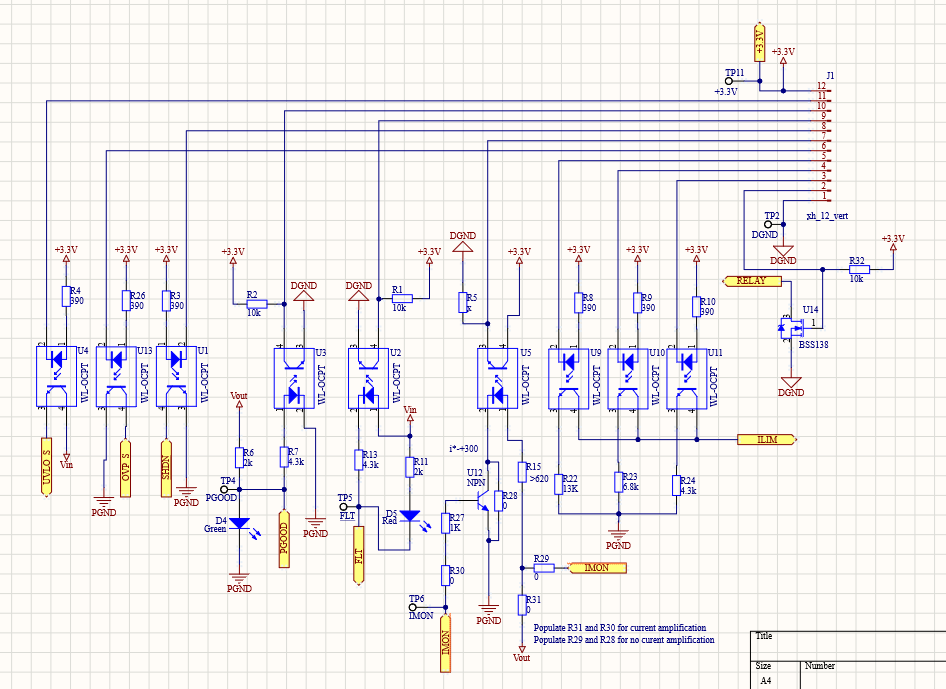 +3.3V
+3.3V
TP11
+3.3V
J1
12
11
10
9
8
7
6
5
4
3
2
1
xh_12_vert
TP2
DGND
DGND
+3.3V
R32
10k
RELAY
U14
3
1
BSS138
DGND
+3.3V
+3.3V
+3.3V
+3.3V
+3.3V
DGND
+3.3V
+3.3V
+3.3V
+3.3V
DGND
DGND
R4
390
R26
390
R3
390
R2
10k
R1
10k
R5
x
R8
390
R9
390
R10
390
U4
WL-OCPT
U13
WL-OCPT
U1
WL-OCPT
U3
WL-OCPT
U2
WL-OCPT
U5
WL-OCPT
U9
WL-OCPT
U10
WL-OCPT
U11
WL-OCPT
Vout
Vin
UVLO_S
Vin
OVP_S
SHDN
PGND
PGND
R6
2k
R7
4.3k
TP4
PGOOD
D4
Green
PGOOD
PGND
PGND
R13
4.3k
R11
2k
TP5
FLT
D5
Red
FLT
i*~+300
U12
NPN
R28
0
R27
1K
R30
0
TP6
IMON
IMON
PGND
R15
>620
R29
0
IMON
R31
0
Vout
R22
13K
R23
6.8k
R24
4.3k
ILIM
PGND
Populate R31 and R30 for current amplification
Populate R29 and R28 for no curent amplification
Title
Size
Number
A4